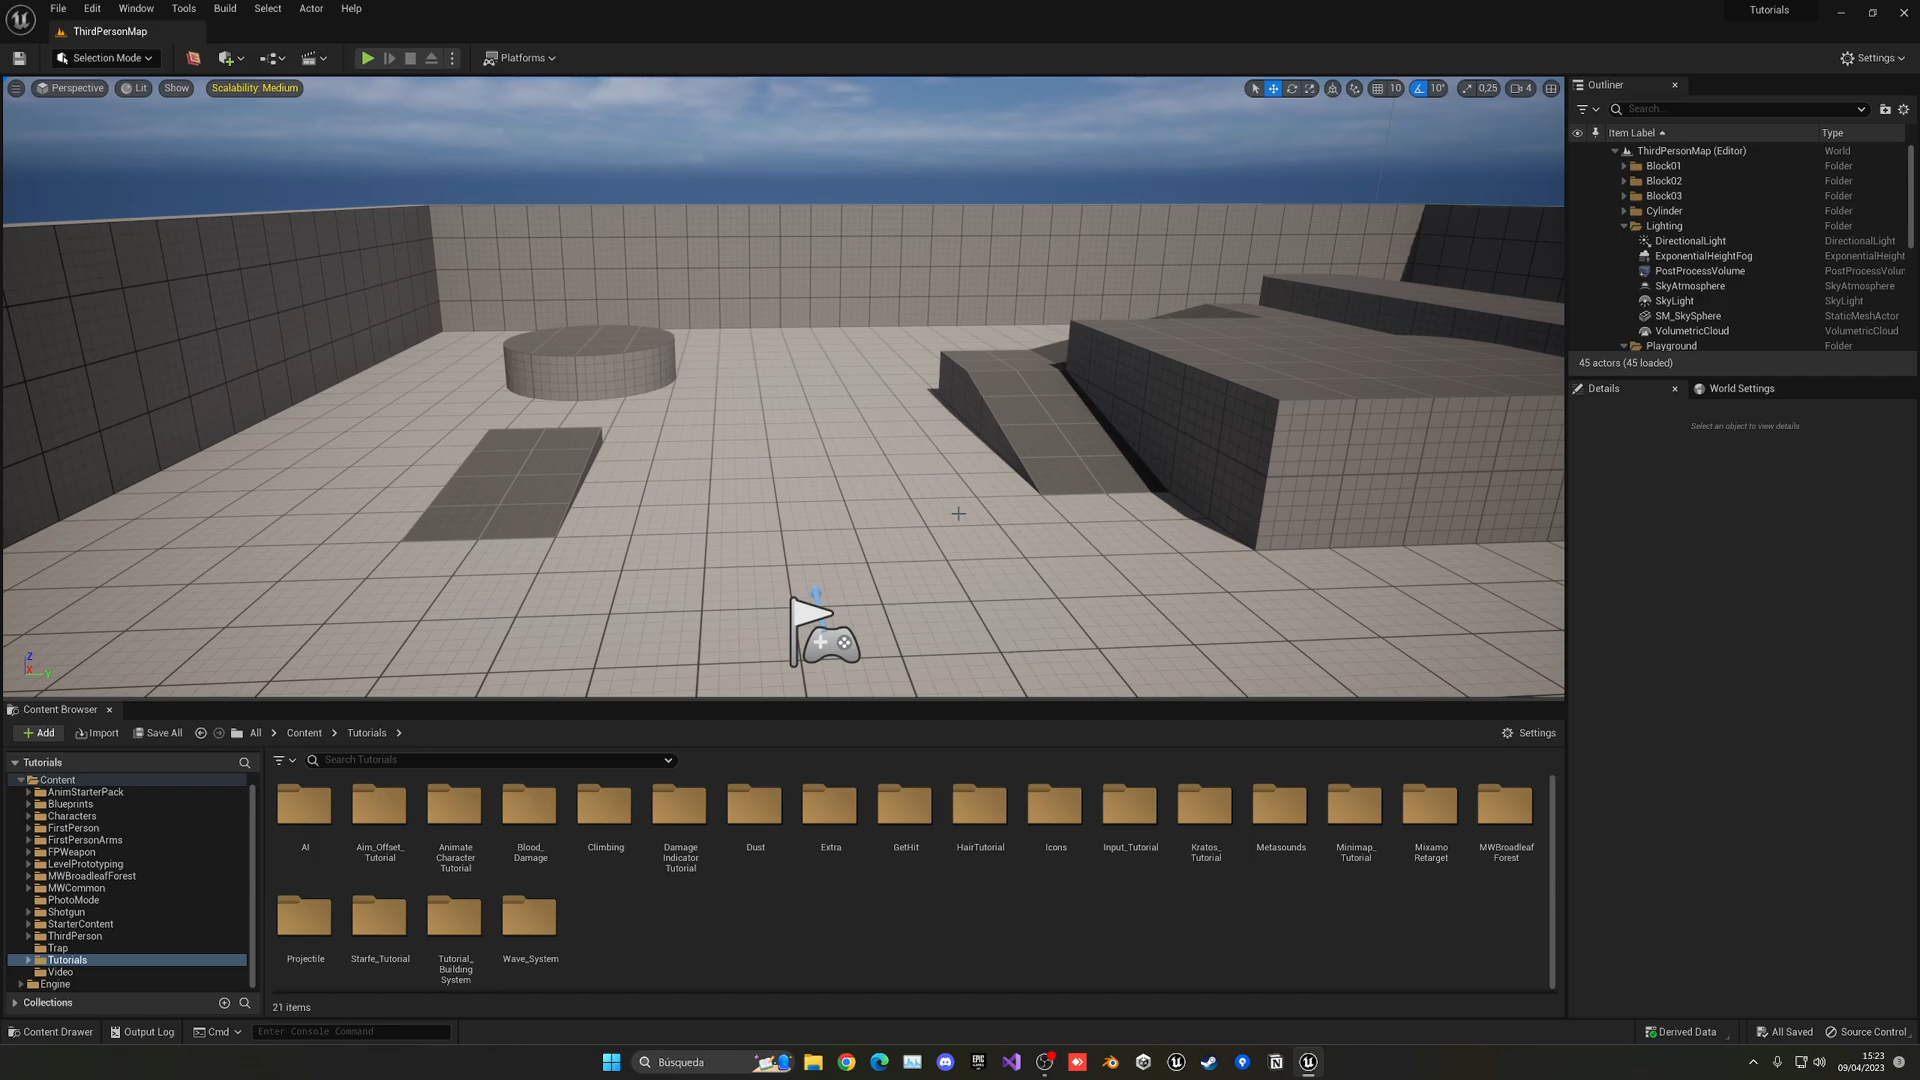 File Edit Window Tools Build Select Actor Help
Tutorials
ThirdPersonMap
Selection Mode
Platforms
Settings
Perspective
Lit
Show
Scalability: Medium
10
10°
0,25
4
Outliner
Search...
Item Label
Type
ThirdPersonMap (Editor) World
Block01 Folder
Block02 Folder
Block03 Folder
Cylinder Folder
Lighting Folder
DirectionalLight DirectionalLight
ExponentialHeightFog ExponentialHeight
PostProcessVolume PostProcessVolur
SkyAtmosphere SkyAtmosphere
SkyLight SkyLight
SM_SkySphere StaticMeshActor
VolumetricCloud VolumetricCloud
Playground Folder
45 actors (45 loaded)
Details
World Settings
Select an object to view details.
Z
X
Y
Content Browser
Add
Import
Save All
All
Content
Tutorials
Settings
Tutorials
Search Tutorials
Content
AnimStarterPack
Blueprints
Characters
FirstPerson
FirstPersonArms
FPWeapon
LevelPrototyping
MWBroadleafForest
MWCommon
PhotoMode
Shotgun
StarterContent
ThirdPerson
Trap
Tutorials
Video
Engine
Collections
AI
Aim_Offset_
Tutorial
Animate
Character
Tutorial
Blood_
Damage
Climbing
Damage
Indicator
Tutorial
Dust
Extra
GetHit
HairTutorial
Icons
Input_Tutorial
Kratos_
Tutorial
Metasounds
Minimap_
Tutorial
Mixamo
Retarget
MWBroadleaf
Forest
Projectile
Starfe_Tutorial
Tutorial_
Building
System
Wave_System
21 items
Content Drawer
Output Log
Cmd
Enter Console Command
Derived Data
All Saved
Source Control
Búsqueda
EPIC
GAMES
15:23
09/04/2023
3